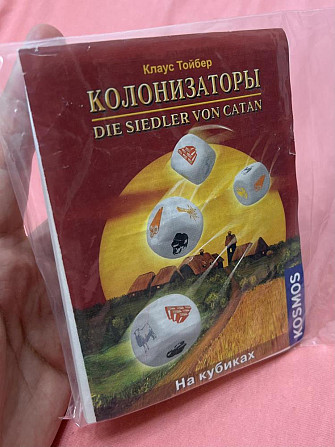 Клаус Тойбер
КОЛОНИЗАТОРЫ
DIE SIEDLER VON CATAN
KOSMOS
На кубиках